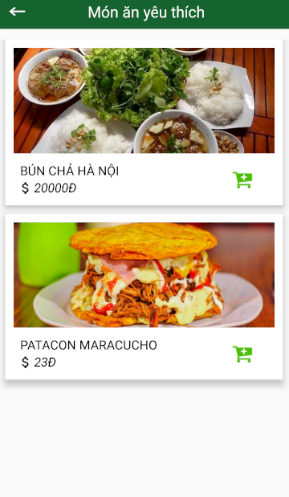 Món ăn yêu thích
BÚN CHẢ HÀ NỘI
$ 20000Đ
PATACON MARACUCHO
$ 23Đ